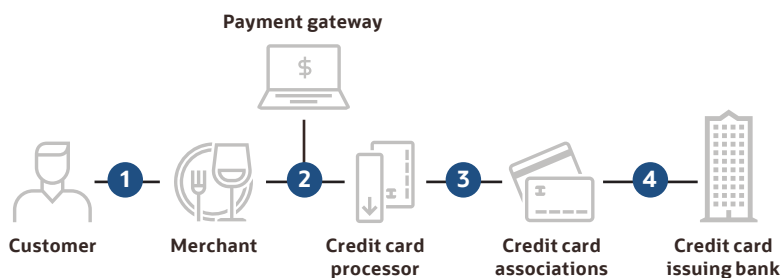 Payment gateway
$
1
2
3
4
Customer
Merchant
Credit card
processor
Credit card
associations
Credit card
issuing bank